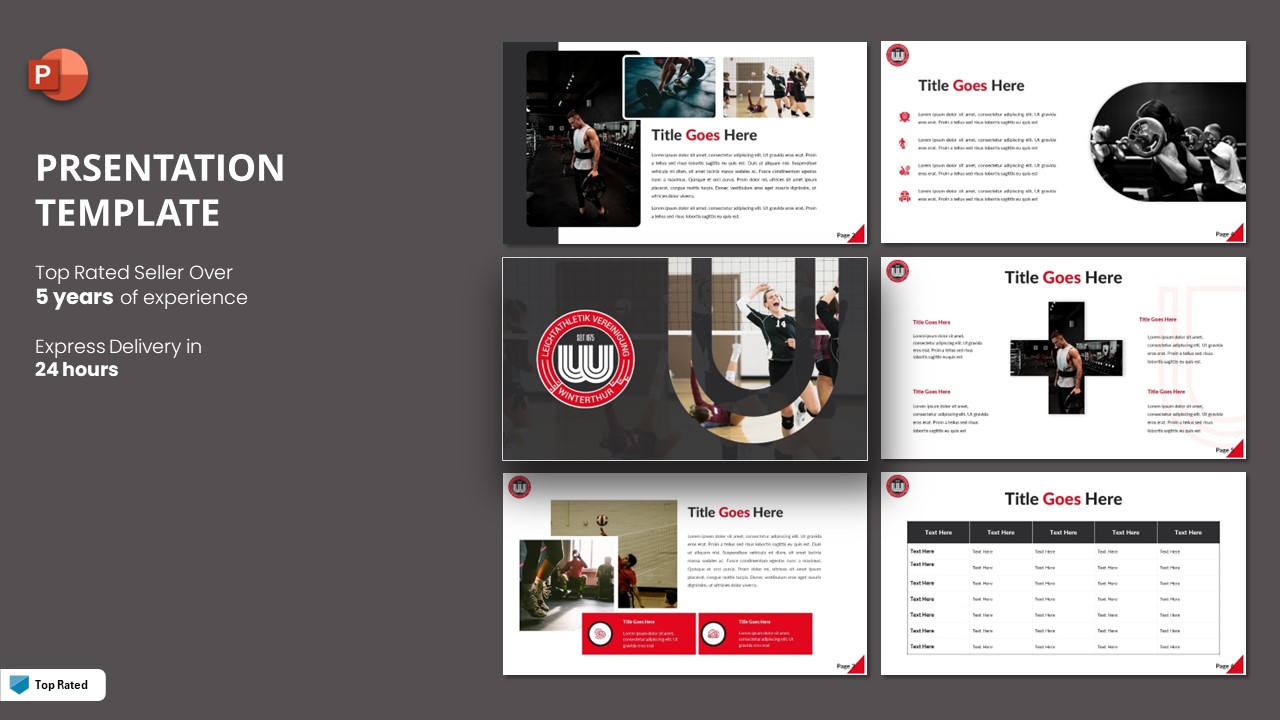 P
PRSENTATIO
TEMPLATE
Top Rated Seller Over
5 years of experience
Express Delivery in
24 hours
Top Rated
Title Goes Here
Lorem ipsum dolor sit amet, consectetur adipiscing elit. Ut gravida eros erat. Proin
a tellus sed risus lobortis sagittis eu quis est. Duis ut aliquam nisl. Suspendisse
vehicula mi diam, sit amet lacinia massa sodales ac. Fusce condimentum egestas
nunc a maximus. Quisque et orci purus. Proin dolor mi, ultrices sit amet ipsum
placerat, congue mattis turpis. Donec vestibulum eros eget mauris dignissim, ut
ultricies dolor viverra.
Lorem ipsum dolor sit amet, consectetur adipiscing elit. Ut gravida eros erat. Proin
a tellus sed risus lobortis sagittis eu quis est.
Page
Title Goes Here
Lorem ipsum dolor sit amet, consectetur adipiscing elit. Ut gravida
eros erat. Proin a tellus sed risus lobortis sagittis eu quis est
Lorem ipsum dolor sit amet, consectetur adipiscing elit. Ut gravida
eros erat. Proin a tellus sed risus lobortis sagittis eu quis est
Lorem ipsum dolor sit amet, consectetur adipiscing elit. Ut gravida
eros erat. Proin a tellus sed risus lobortis sagittis eu quis est
Lorem ipsum dolor sit amet, consectetur adipiscing elit. Ut gravida
eros erat. Proin a tellus sed risus lobortis sagittis eu quis est
Page
LEICHTATHLETIK VEREINIGUNG
SEIT 1875
WINTERTHUR
14
Title Goes Here
Title Goes Here
Lorem ipsum dolor sit amet,
consectetur adipiscing elit. Ut gravida
eros erat. Proin a tellus sed risus
lobortis sagittis eu quis est
Title Goes Here
Lorem ipsum dolor sit amet,
consectetur adipiscing elit. Ut gravida
eros erat. Proin a tellus sed risus
lobortis sagittis eu quis est
Title Goes Here
Lorem ipsum dolor sit amet,
consectetur adipiscing elit. Ut gravida
eros erat. Proin a tellus sed risus
lobortis sagittis eu quis est
Title Goes Here
Lorem ipsum dolor sit amet,
consectetur adipiscing elit. Ut gravida
eros erat. Proin a tellus sed risus
lobortis sagittis eu quis est
Page
Title Goes Here
Lorem ipsum dolor sit amet, consectetur adipiscing elit. Ut gravida
eros erat. Proin a tellus sed risus lobortis sagittis eu quis est. Duis
ut aliquam nisl. Suspendisse vehicula mi diam, sit amet lacinia
massa sodales ac. Fusce condimentum egestas nunc a maximus.
Quisque et orci purus. Proin dolor mi, ultrices sit amet ipsum
placerat, congue mattis turpis. Donec vestibulum eros eget mauris
dignissim, ut ultricies dolor viverra.
Title Goes Here
Lorem ipsum dolor sit amet,
consectetur adipiscing elit. Ut
gravida eros erat
Title Goes Here
Lorem ipsum dolor sit amet,
consectetur adipiscing elit. Ut
gravida eros erat
Page
Title Goes Here
Text Here Text Here Text Here Text Here Text Here
Text Here Text Here Text Here Text Here Text Here
Text Here Text Here Text Here Text Here Text Here
Text Here Text Here Text Here Text Here Text Here
Text Here Text Here Text Here Text Here Text Here
Text Here Text Here Text Here Text Here Text Here
Text Here Text Here Text Here Text Here Text Here
Text Here Text Here Text Here Text Here Text Here
Page